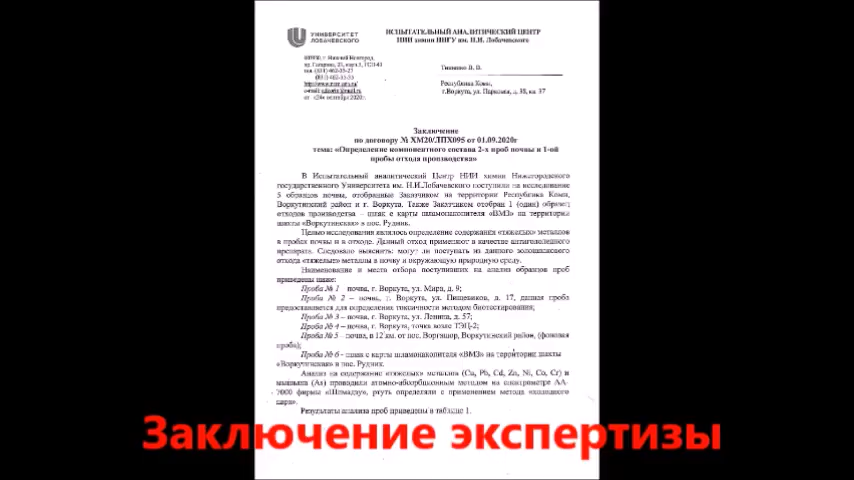 УНИВЕРСИТЕТ
ЛОБАЧЕВСКОГО
ИСПЫТАТЕЛЬНЫЙ АНАЛИТИЧЕСКИЙ ЦЕНТР
НИИ химии ННГУ им. Н.И. Лобачевского
г. Нижний Новгород,
пр. Гагарина, 23, корп.5,
Республика Коми,
г.Воркута, ул. Парковая, д.
Заключение
по договору № ХМ20/ЛПХ095 от 01.09.2020г
тема: «Определение компонентного состава 2-х проб почвы и 1-ой
пробы отхода производства»
В Испытательный аналитический Центр НИИ химии Нижегородского
государственного Университета им. Н.И.Лобачевского поступили на исследование
5 образцов почвы, отобранные Заказчиком на территории Республики Коми,
Воркутинский район и г. Воркута. Также Заказчиком отобран 1 (один) образец
отходов производства – шлак с карты шламонакопителя «ВМЗ» на территории
шахты «Воркутинская» в пос. Рудник.
Целью исследования являлось определение содержания «тяжелых» металлов
в пробах почвы и в отходе. Данный отход применяют в качестве антигололедного
препарата. Следовало выяснить: могут ли поступать из данного золошлакового
отхода «тяжелые» металлы в почву и окружающую природную среду.
Наименования и места отбора поступивших на анализ образцов проб
приведены ниже:
Проба № 1 – почва, г. Воркута, ул. Мира, д. 9;
Проба № 2 – почва, г. Воркута, ул. Пищевиков, д. 17, данная проба
предоставляется для определения токсичности методом биотестирования;
Проба № 3 – почва, г. Воркута, ул. Ленина, д. 57;
Проба № 4 – почва, г. Воркута, точка возле ТЭЦ-2;
Проба № 5 – почва, в 12 км. от пос. Воргашор, Воркутинский район, (фоновая
проба);
Проба № 6 - шлак с карты шламонакопителя «ВМЗ» на территории шахты
«Воркутинская» в пос. Рудник.
Анализ на содержание «тяжелых» металлов (Cu, Pb, Cd, Zn, Ni, Co, Cr) и
мышьяка (As) проводили атомно-абсорбционным методом на спектрометре АА-
7000 фирмы «Шимадзу», ртуть определяли с применением метода «холодного
пара».
Результаты анализа проб приведены в таблице 1.
Заключение экспертизы